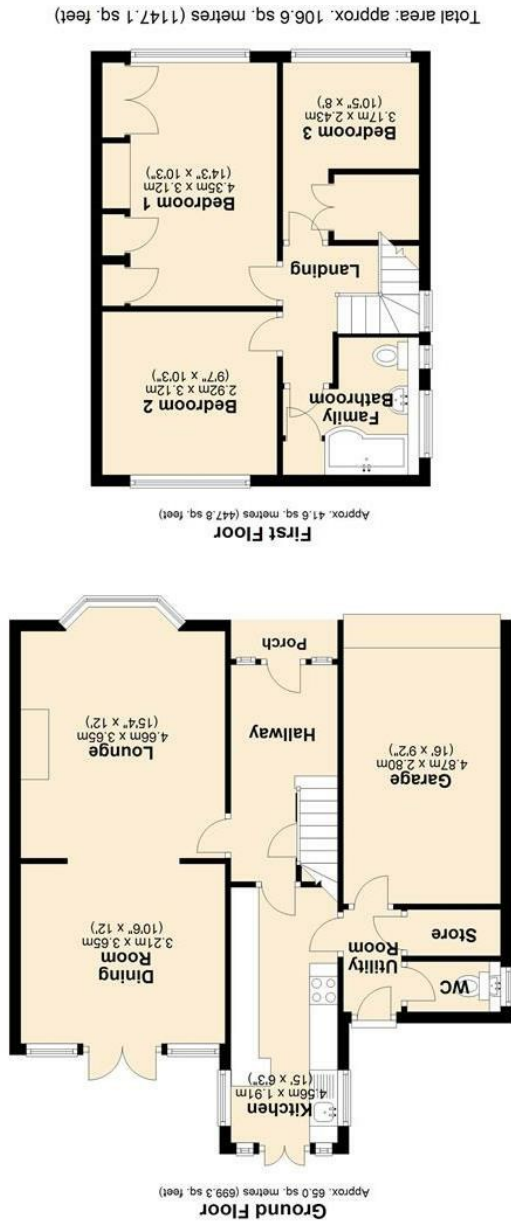 Ground Floor
Approx. 65.0 sq. metres (699.3 sq. feet)
Kitchen
4.56m x 1.91m
(15' x 6'3")
Dining
Room
3.21m x 3.65m
(10'6" x 12')
WC
Utility
Room
Store
Garage
4.87m x 2.80m
(16' x 9'2")
Hallway
Lounge
4.66m x 3.65m
(15'4" x 12')
Porch
First Floor
Approx. 41.6 sq. metres (447.8 sq. feet)
Family
Bathroom
Bedroom 2
2.92m x 3.12m
(9'7" x 10'3")
Landing
Bedroom 1
4.35m x 3.12m
(14'3" x 10'3")
Bedroom 3
3.17m x 2.43m
(10'5" x 8')
Total area: approx. 106.6 sq. metres (1147.1 sq. feet)